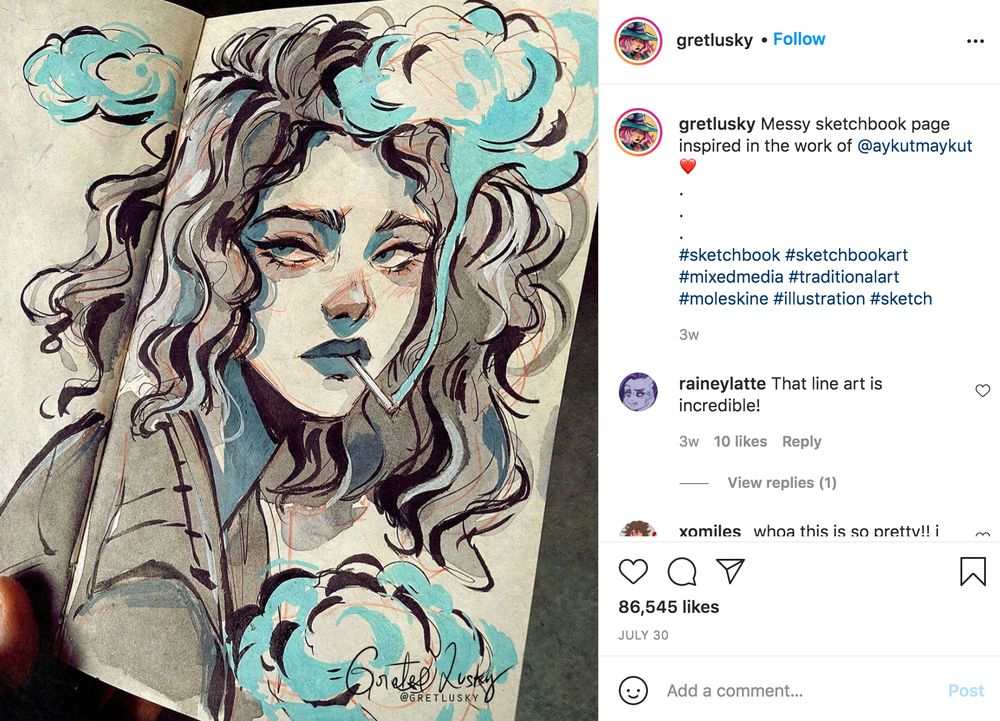 gretlusky • Follow
gretlusky Messy sketchbook page
inspired in the work of @aykutmaykut
❤️
.
.
.
#sketchbook #sketchbookart
#mixedmedia #traditionalart
#moleskine #illustration #sketch
3w
raineylatte That line art is
incredible!
3w 10 likes Reply
View replies (1)
xomiles whoa this is so pretty!! i
86,545 likes
JULY 30
Add a comment... Post
Lusky
@GRETLUSKY